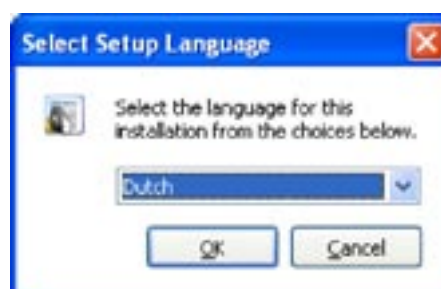 Select Setup Language
Select the language for this
installation from the choices below.
Dutch
OK
Cancel